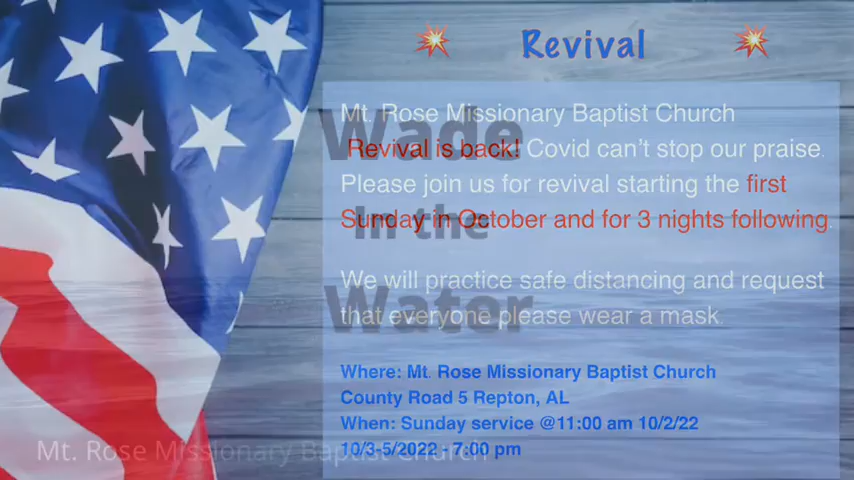 Revival
Mt. Rose Missionary Baptist Church
Revival is back! Covid can't stop our praise.
Please join us for revival starting the first
Sunday in October and for 3 nights following.
We will practice safe distancing and request
that everyone please wear a mask.
Where: Mt. Rose Missionary Baptist Church
County Road 5 Repton, AL
When: Sunday service @11:00 am 10/2/22
10/3-5/2022 - 7:00 pm
Wade
In the
Water
Mt. Rose Missionary Baptist Church